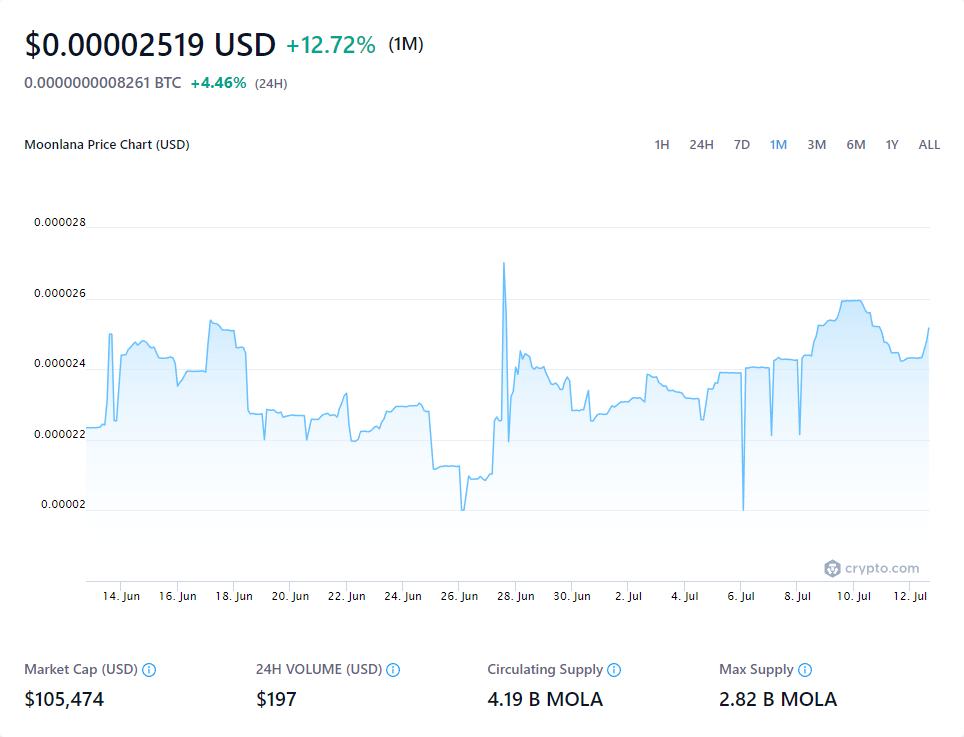 $0.00002519 USD +12.72% (1M)
0.0000000008261 BTC +4.46% (24H)
Moonlana Price Chart (USD) 1H 24H 7D 1M 3M 6M 1Y ALL
0.000028
0.000026
0.000024
0.000022
0.00002
crypto.com
14. Jun 16. Jun 18. Jun 20. Jun 22. Jun 24. Jun 26. Jun 28. Jun 30. Jun 2. Jul 4. Jul 6. Jul 8. Jul 10. Jul 12. Jul
Market Cap (USD) 24H VOLUME (USD) Circulating Supply Max Supply
$105,474 $197 4.19 B MOLA 2.82 B MOLA